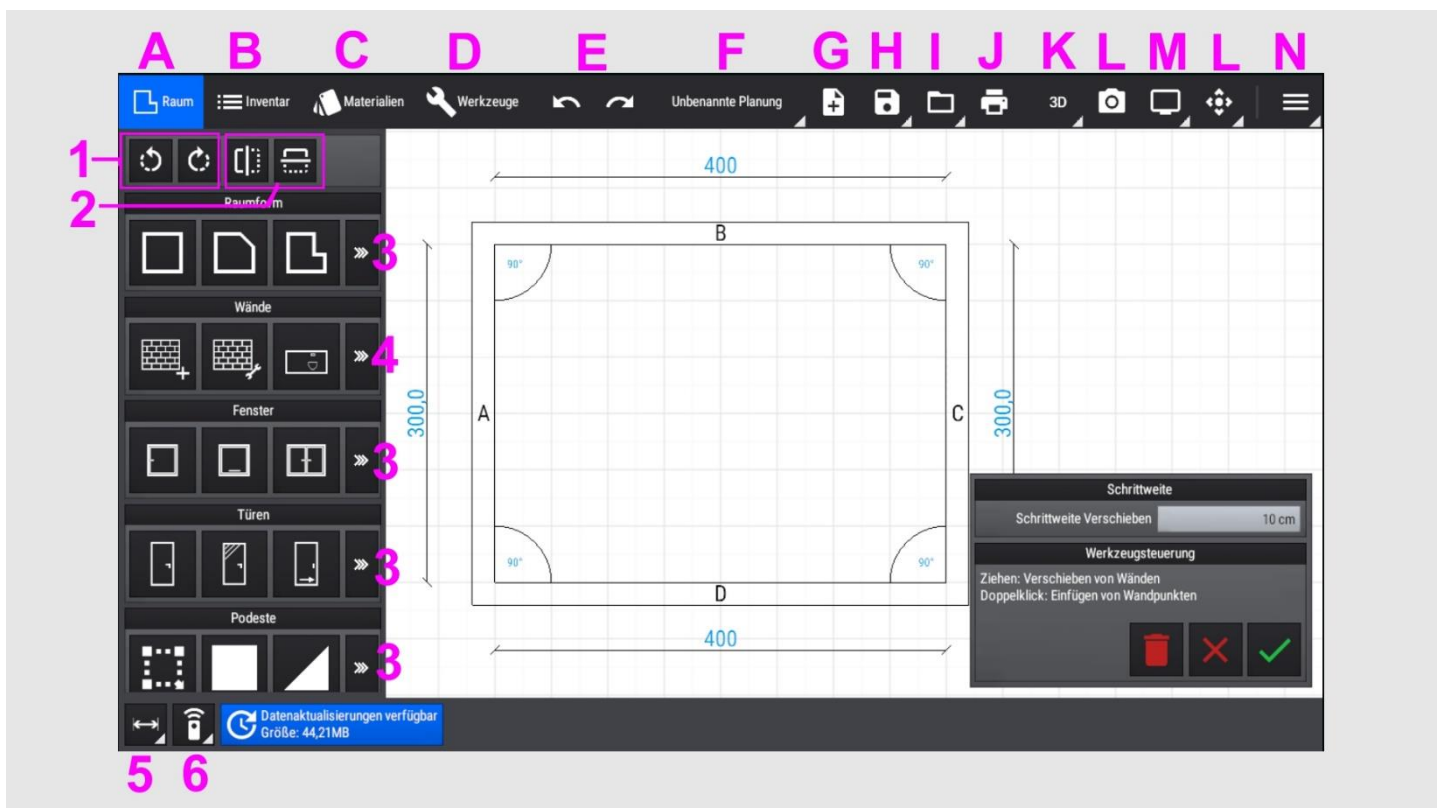 A B C D E F G H I J K L M L N
Raum Inventar Materialien Werkzeuge Unbenannte Planung 3D
1
2
Raumform
3
Wände
4
Fenster
3
Türen
3
Podeste
3
400
B
90° 90°
300,0 A C 300,0
90° 90°
D
400
Schrittweite
Schrittweite Verschieben 10 cm
Werkzeugsteuerung
Ziehen: Verschieben von Wänden
Doppelklick: Einfügen von Wandpunkten
Datenaktualisierungen verfügbar
Größe: 44,21MB
5 6